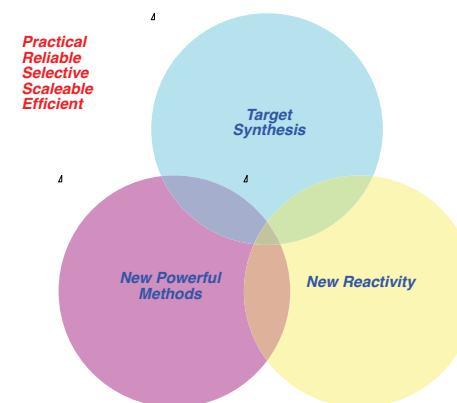 Practical
Reliable
Selective
Scaleable
Efficient
Target
Synthesis
New Powerful
Methods
New Reactivity